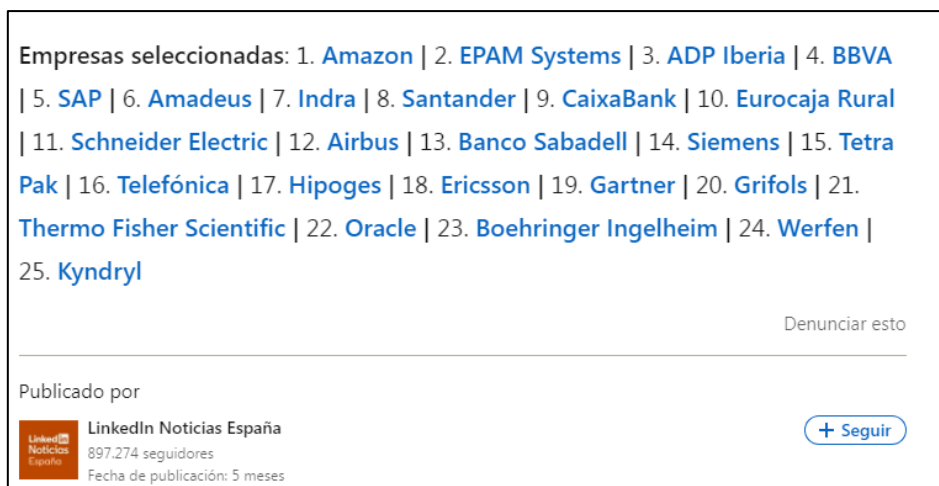 Empresas seleccionadas: 1. Amazon | 2. EPAM Systems | 3. ADP Iberia | 4. BBVA
| 5. SAP | 6. Amadeus | 7. Indra | 8. Santander | 9. CaixaBank | 10. Eurocaja Rural
| 11. Schneider Electric | 12. Airbus | 13. Banco Sabadell | 14. Siemens | 15. Tetra
Pak | 16. Telefónica | 17. Hipoges | 18. Ericsson | 19. Gartner | 20. Grifols | 21.
Thermo Fisher Scientific | 22. Oracle | 23. Boehringer Ingelheim | 24. Werfen |
25. Kyndryl
Denunciar esto
Publicado por
Linked in
Noticias
España
LinkedIn Noticias España
897.274 seguidores
Fecha de publicación: 5 meses
+ Seguir